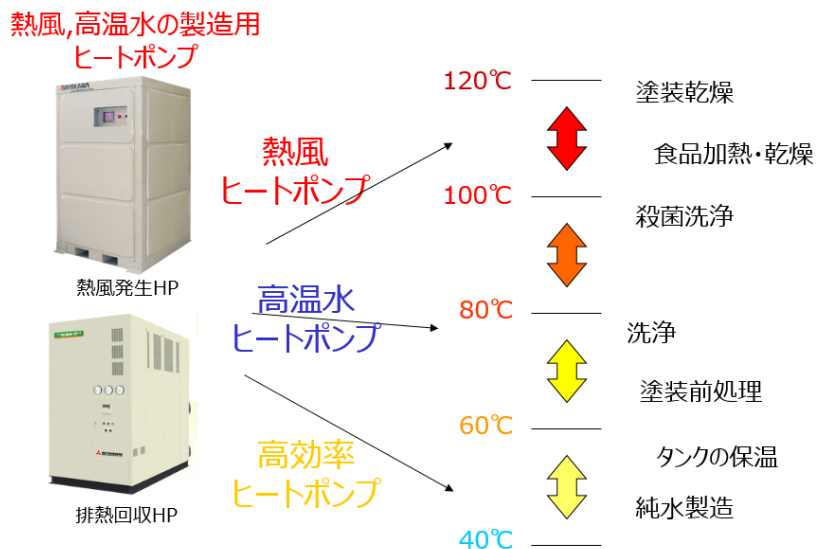 熱風,高温水の製造用
ヒートポンプ
熱風発生HP
排熱回収HP
熱風
ヒートポンプ
高温水
ヒートポンプ
高効率
ヒートポンプ
120℃
塗装乾燥
食品加熱・乾燥
100℃
殺菌洗浄
80℃
洗浄
塗装前処理
60℃
タンクの保温
純水製造
40℃